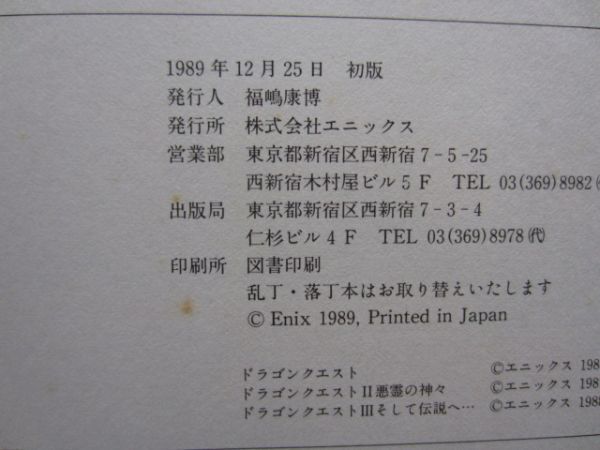 1989年12月25日　初版
発行人　福嶋康博
発行所　株式会社エニックス
営業部　東京都新宿区西新宿7-5-25
西新宿木村屋ビル5F　TEL 03(369)8982
出版局　東京都新宿区西新宿7-3-4
仁杉ビル4F　TEL 03(369)8978㈹
印刷所　図書印刷
乱丁・落丁本はお取り替えいたします
© Enix 1989, Printed in Japan
ドラゴンクエスト　©エニックス
ドラゴンクエストII悪霊の神々　©エニックス
ドラゴンクエストIIIそして伝説へ…　©エニックス